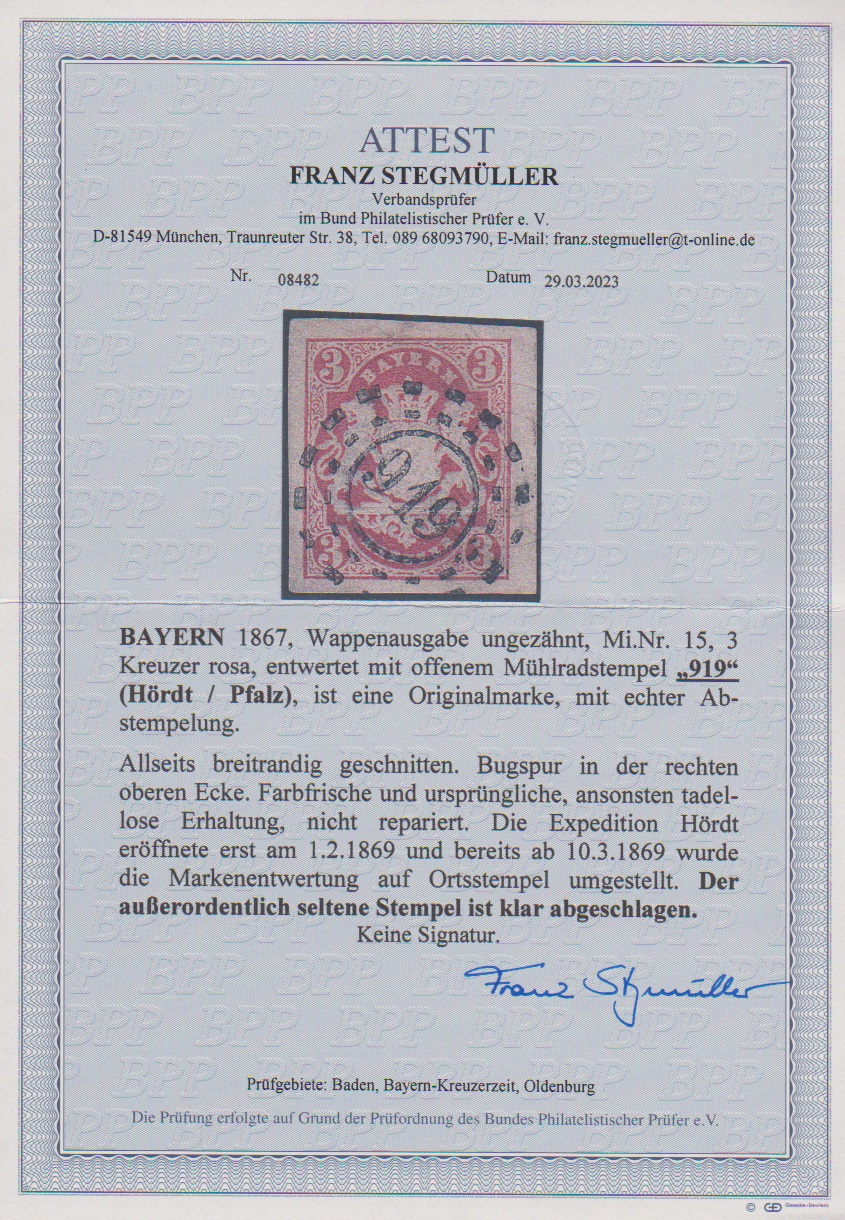 ATTEST
FRANZ STEGMÜLLER
Verbandsprüfer
im Bund Philatelistischer Prüfer e. V.
D-81549 München, Traunreuter Str. 38, Tel. 089 68093790, E-Mail: franz.stegmueller@t-online.de
Nr. 08482 Datum 29.03.2023
3 BAYERN 3
919
3 3
BAYERN 1867, Wappenausgabe ungezähnt, Mi.Nr. 15, 3
Kreuzer rosa, entwertet mit offenem Mühlradstempel „919“
(Hördt / Pfalz), ist eine Originalmarke, mit echter Ab-
stempelung.
Allseits breitrandig geschnitten. Bugspur in der rechten
oberen Ecke. Farbfrische und ursprüngliche, ansonsten tadel-
lose Erhaltung, nicht repariert. Die Expedition Hördt
eröffnete erst am 1.2.1869 und bereits ab 10.3.1869 wurde
die Markenentwertung auf Ortsstempel umgestellt. Der
außerordentlich seltene Stempel ist klar abgeschlagen.
Keine Signatur.
Franz Stegmüller
Prüfgebiete: Baden, Bayern-Kreuzerzeit, Oldenburg
Die Prüfung erfolgte auf Grund der Prüfordnung des Bundes Philatelistischer Prüfer e.V.
© Giesecke+Devrient